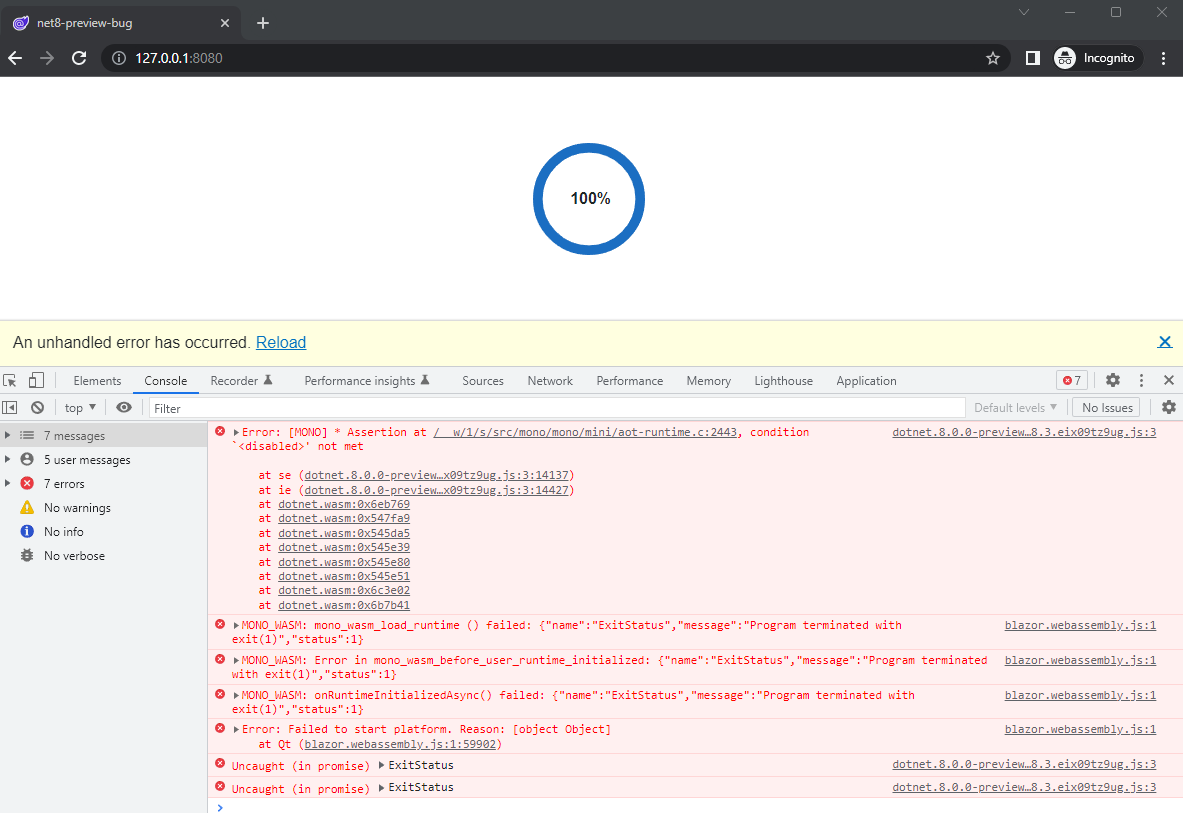 net8-preview-bug
127.0.0.1:8080
Incognito
100%
An unhandled error has occurred. Reload
Elements Console Recorder Performance insights Sources Network Performance Memory Lighthouse Application 7
top Filter Default levels No Issues
7 messages
5 user messages
7 errors
No warnings
No info
No verbose
Error: [MONO] * Assertion at /__w/1/s/src/mono/mono/mini/aot-runtime.c:2443, condition dotnet.8.0.0-preview…8.3.eix09tz9ug.js:3
`<disabled>' not met
at se (dotnet.8.0.0-preview…x09tz9ug.js:3:14137)
at ie (dotnet.8.0.0-preview…x09tz9ug.js:3:14427)
at dotnet.wasm:0x6eb769
at dotnet.wasm:0x547fa9
at dotnet.wasm:0x545da5
at dotnet.wasm:0x545e39
at dotnet.wasm:0x545e80
at dotnet.wasm:0x545e51
at dotnet.wasm:0x6c3e02
at dotnet.wasm:0x6b7b41
MONO_WASM: mono_wasm_load_runtime () failed: {"name":"ExitStatus","message":"Program terminated with blazor.webassembly.js:1
exit(1)","status":1}
MONO_WASM: Error in mono_wasm_before_user_runtime_initialized: {"name":"ExitStatus","message":"Program terminated blazor.webassembly.js:1
with exit(1)","status":1}
MONO_WASM: onRuntimeInitializedAsync() failed: {"name":"ExitStatus","message":"Program terminated with blazor.webassembly.js:1
exit(1)","status":1}
Error: Failed to start platform. Reason: [object Object] blazor.webassembly.js:1
at Qt (blazor.webassembly.js:1:59902)
Uncaught (in promise) ExitStatus dotnet.8.0.0-preview…8.3.eix09tz9ug.js:3
Uncaught (in promise) ExitStatus dotnet.8.0.0-preview…8.3.eix09tz9ug.js:3